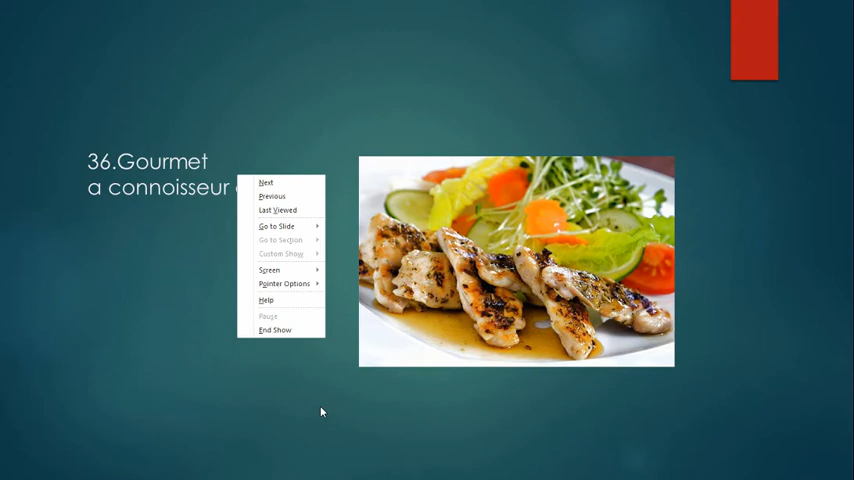 36.Gourmet
a connoisseur
Next
Previous
Last Viewed
Go to Slide
Go to Section
Custom Show
Screen
Pointer Options
Help
Pause
End Show